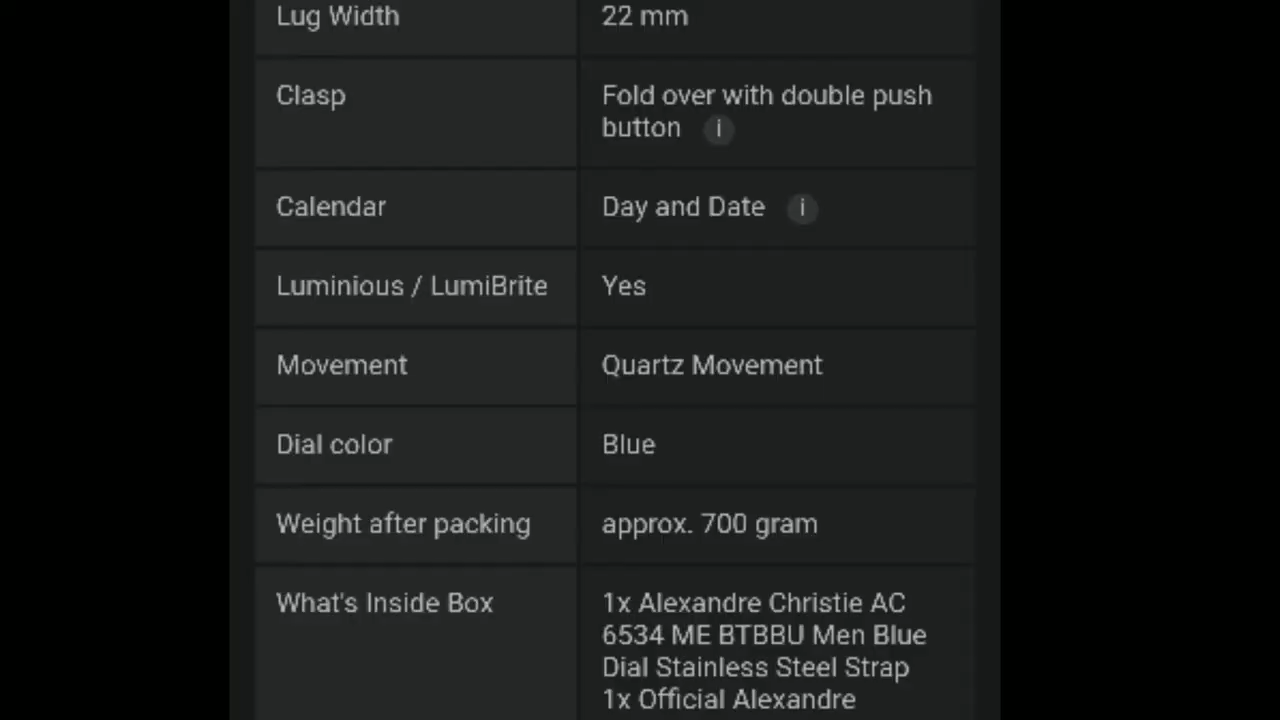 Lug Width 22 mm
Clasp Fold over with double push
button i
Calendar Day and Date i
Luminious / LumiBrite Yes
Movement Quartz Movement
Dial color Blue
Weight after packing approx. 700 gram
What's Inside Box 1x Alexandre Christie AC
6534 ME BTBBU Men Blue
Dial Stainless Steel Strap
1x Official Alexandre